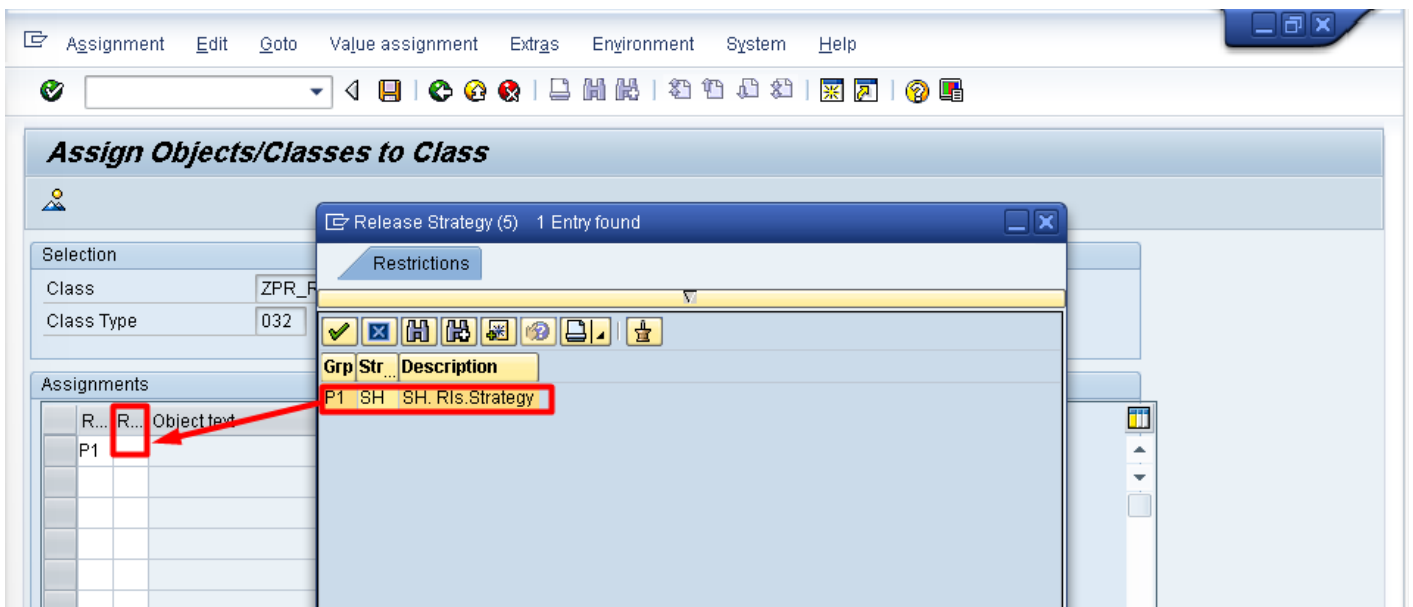 Assignment Edit Goto Value assignment Extras Environment System Help
Assign Objects/Classes to Class
Release Strategy (5) 1 Entry found
Restrictions
Selection
Class ZPR_R
Class Type 032
Grp Str... Description
P1 SH SH. Rls.Strategy
Assignments
R... R... Object text
P1